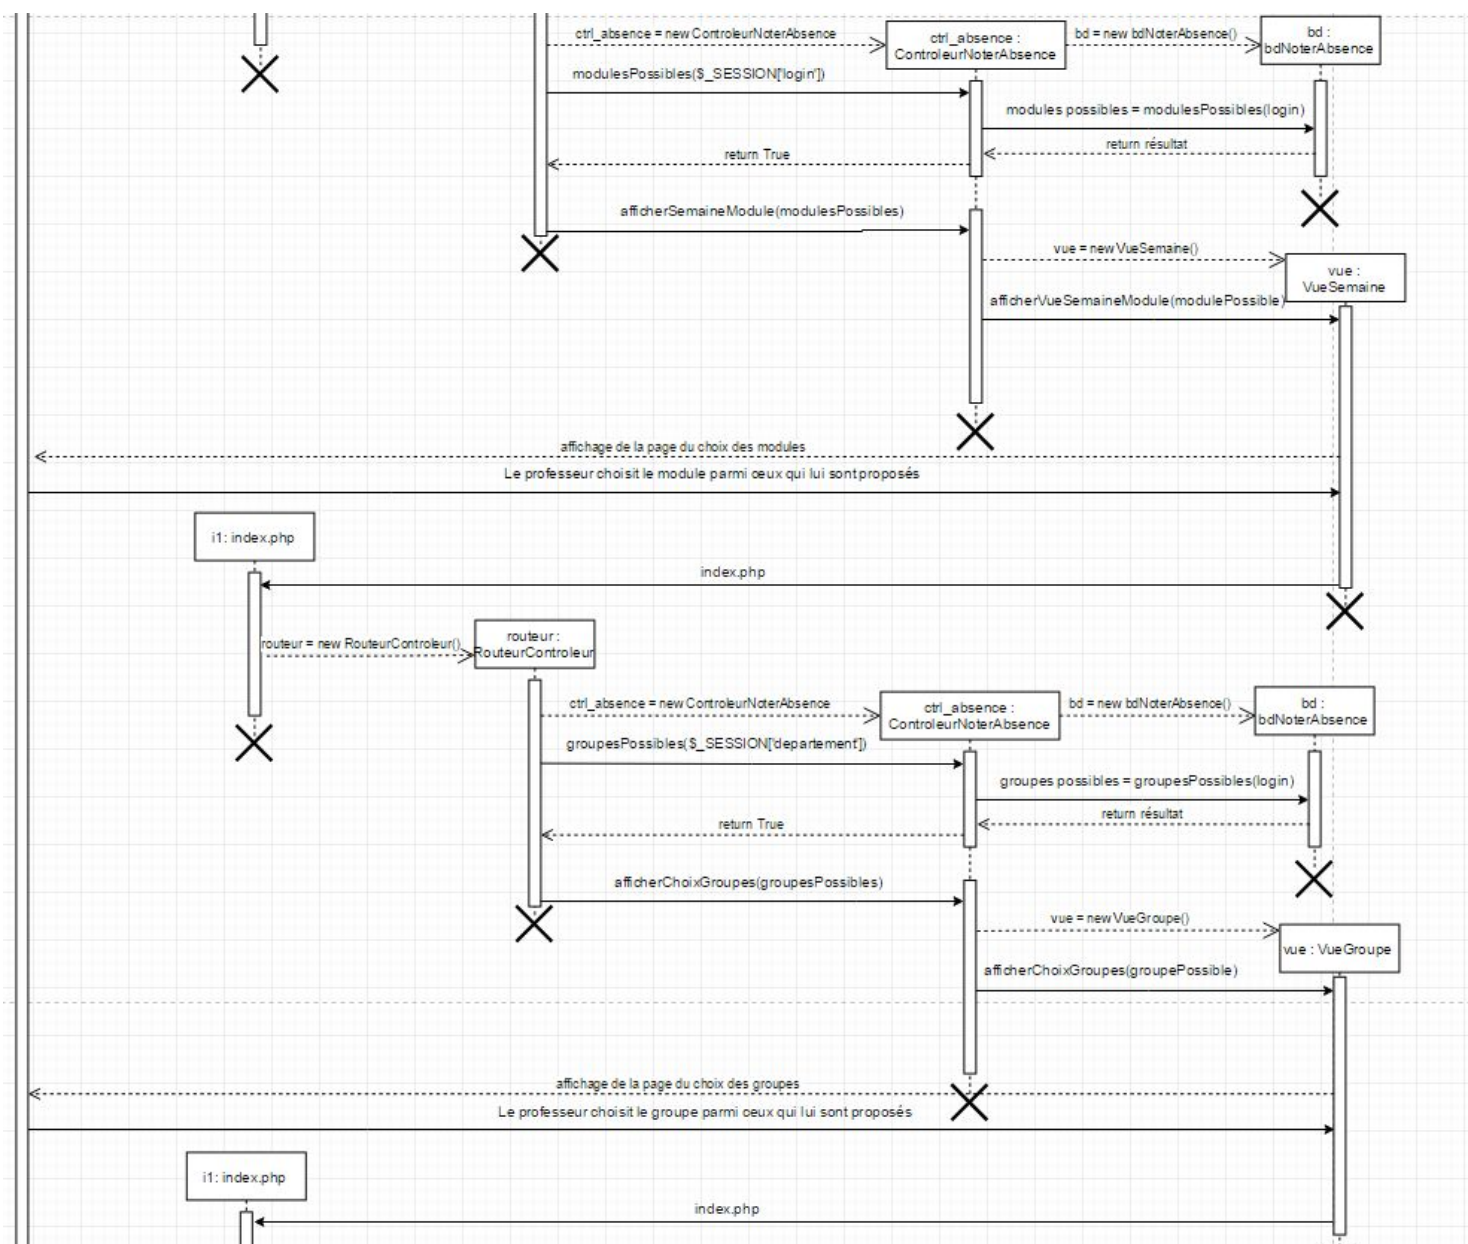 ctrl_absence = new ControleurNoterAbsence
ctrl_absence :
ControleurNoterAbsence
bd = new bdNoterAbsence()
bd :
bdNoterAbsence
modulesPossibles($_SESSION['login'])
modules possibles = modulesPossibles(login)
return résultat
return True
afficherSemaineModule(modulesPossibles)
vue = new VueSemaine()
vue :
VueSemaine
afficherVueSemaineModule(modulePossible)
affichage de la page du choix des modules
Le professeur choisit le module parmi ceux qui lui sont proposés
i1: index.php
index.php
routeur = new RouteurControleur()
routeur :
RouteurControleur
ctrl_absence = new ControleurNoterAbsence
ctrl_absence :
ControleurNoterAbsence
bd = new bdNoterAbsence()
bd :
bdNoterAbsence
groupesPossibles($_SESSION['departement'])
groupes possibles = groupesPossibles(login)
return résultat
return True
afficherChoixGroupes(groupesPossibles)
vue = new VueGroupe()
vue : VueGroupe
afficherChoixGroupes(groupePossible)
affichage de la page du choix des groupes
Le professeur choisit le groupe parmi ceux qui lui sont proposés
i1: index.php
index.php